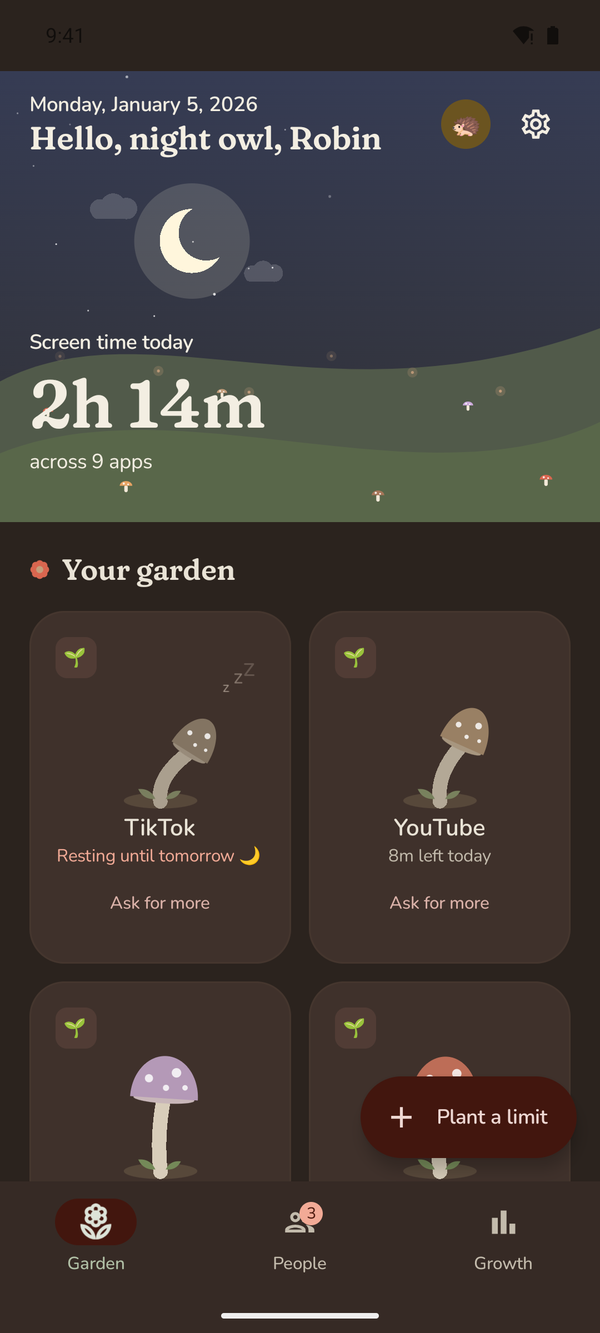 9:41
Monday, January 5, 2026
Hello, night owl, Robin
Screen time today
2h 14m
across 9 apps
Your garden
z z Z
TikTok
Resting until tomorrow 🌙
Ask for more
YouTube
8m left today
Ask for more
+ Plant a limit
3
Garden
People
Growth